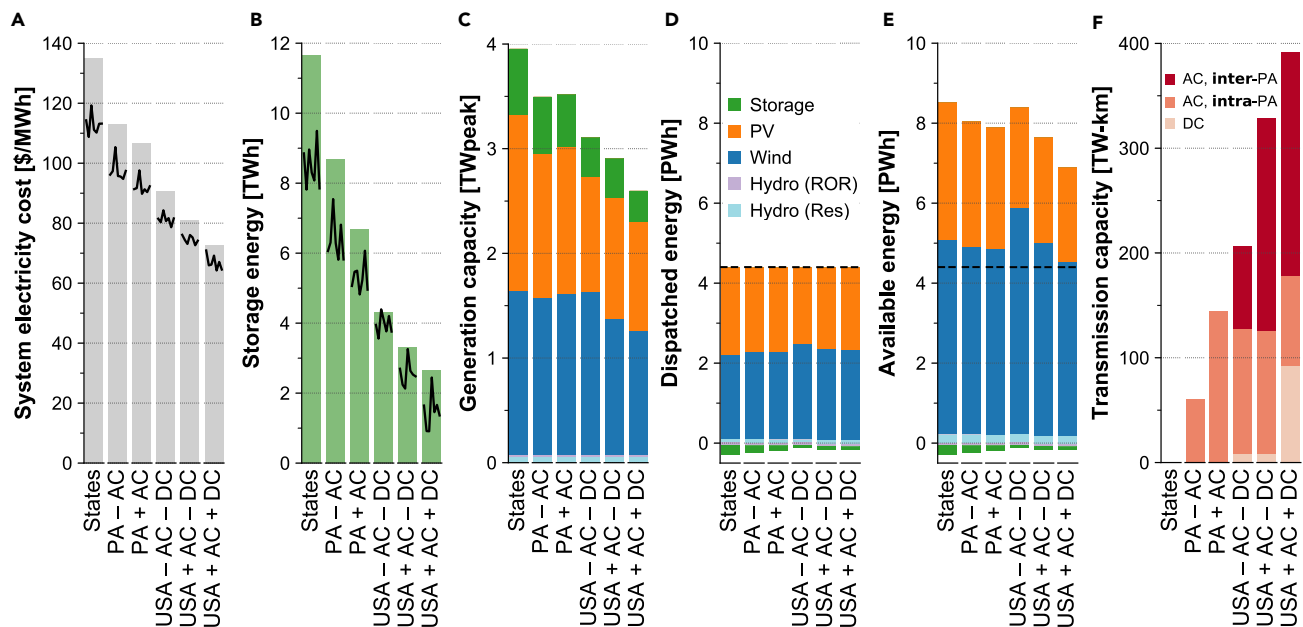 A
System electricity cost [$/MWh]
140
120
100
80
60
40
20
0
States
PA – AC
PA + AC
USA – AC – DC
USA + AC – DC
USA + AC + DC
B
Storage energy [TWh]
12
10
8
6
4
2
0
States
PA – AC
PA + AC
USA – AC – DC
USA + AC – DC
USA + AC + DC
C
Generation capacity [TWpeak]
4
3
2
1
0
States
PA – AC
PA + AC
USA – AC – DC
USA + AC – DC
USA + AC + DC
D
Dispatched energy [PWh]
10
8
6
4
2
0
Storage
PV
Wind
Hydro (ROR)
Hydro (Res)
States
PA – AC
PA + AC
USA – AC – DC
USA + AC – DC
USA + AC + DC
E
Available energy [PWh]
10
8
6
4
2
0
States
PA – AC
PA + AC
USA – AC – DC
USA + AC – DC
USA + AC + DC
F
Transmission capacity [TW-km]
400
300
200
100
0
AC, inter-PA
AC, intra-PA
DC
States
PA – AC
PA + AC
USA – AC – DC
USA + AC – DC
USA + AC + DC